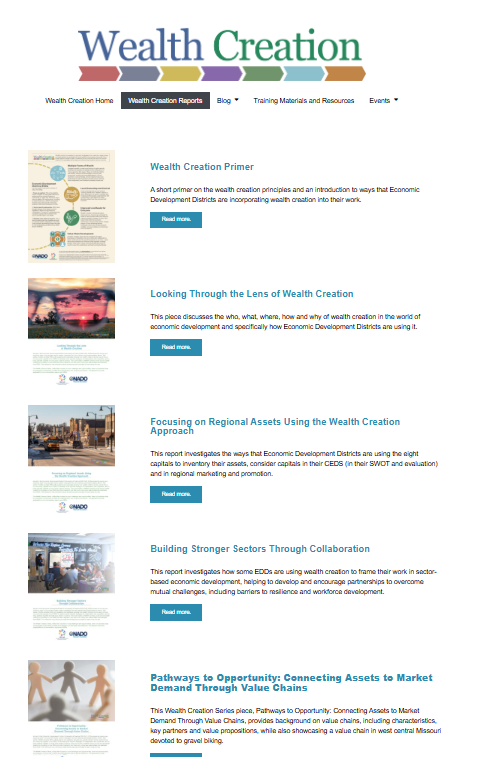 Wealth Creation
Wealth Creation Home Wealth Creation Reports Blog Training Materials and Resources Events
Wealth Creation Primer
A short primer on the wealth creation principles and an introduction to ways that Economic
Development Districts are incorporating wealth creation into their work.
Read more.
NADO
Looking Through the Lens of Wealth Creation
This piece discusses the who, what, where, how and why of wealth creation in the world of
economic development and specifically how Economic Development Districts are using it.
Read more.
NADO
Focusing on Regional Assets Using the Wealth Creation
Approach
This report investigates the ways that Economic Development Districts are using the eight
capitals to inventory their assets, consider capitals in their CEDS (in their SWOT and evaluation)
and in regional marketing and promotion.
Read more.
NADO
Building Stronger Sectors Through Collaboration
This report investigates how some EDDs are using wealth creation to frame their work in sector-
based economic development, helping to develop and encourage partnerships to overcome
mutual challenges, including barriers to resilience and workforce development.
Read more.
NADO
Pathways to Opportunity: Connecting Assets to Market
Demand Through Value Chains
This Wealth Creation Series piece, Pathways to Opportunity: Connecting Assets to Market
Demand Through Value Chains, provides background on value chains, including characteristics,
key partners and value propositions, while also showcasing a value chain in west central Missouri
devoted to gravel biking.